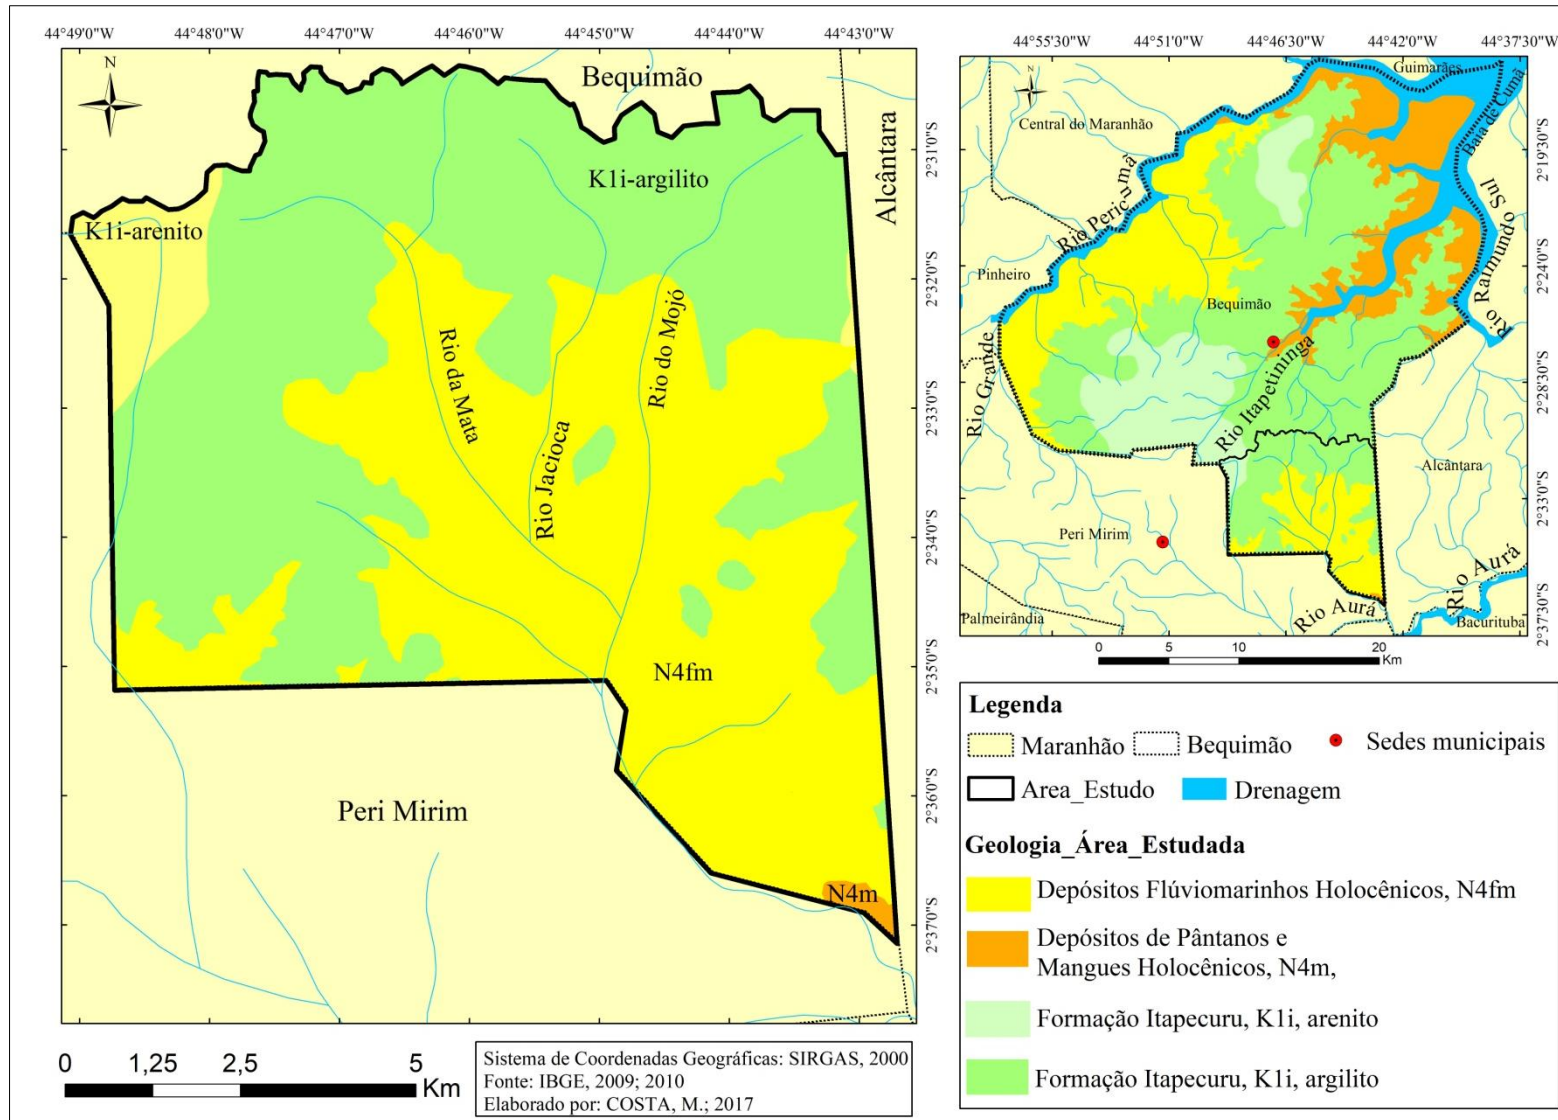 44°49'0"W 44°48'0"W 44°47'0"W 44°46'0"W 44°45'0"W 44°44'0"W 44°43'0"W
N
Bequimão
Alcântara
K1i-argilito
K1i-arenito
Rio da Mata
Rio Jacioca
Rio do Mojó
N4fm
N4m
Peri Mirim
2°31'0"S
2°32'0"S
2°33'0"S
2°34'0"S
2°35'0"S
2°36'0"S
2°37'0"S
0 1,25 2,5 5
Km
Sistema de Coordenadas Geográficas: SIRGAS, 2000
Fonte: IBGE, 2009; 2010
Elaborado por: COSTA, M.; 2017
44°55'30"W 44°51'0"W 44°46'30"W 44°42'0"W 44°37'30"W
N
Guimarães
Central do Maranhão
Baia de Cumã
Rio Pericumã
Rio Raimundo Sul
Pinheiro
Bequimão
Rio Grande
Rio Itapetininga
Alcântara
Peri Mirim
Rio Aurá
Rio Aurá
Palmeirândia
Bacurituba
2°19'30"S
2°24'0"S
2°28'30"S
2°33'0"S
2°37'30"S
0 5 10 20
Km
Legenda
Maranhão Bequimão Sedes municipais
Area_Estudo Drenagem
Geologia_Área_Estudada
Depósitos Flúviomarinhos Holocênicos, N4fm
Depósitos de Pântanos e
Mangues Holocênicos, N4m,
Formação Itapecuru, K1i, arenito
Formação Itapecuru, K1i, argilito